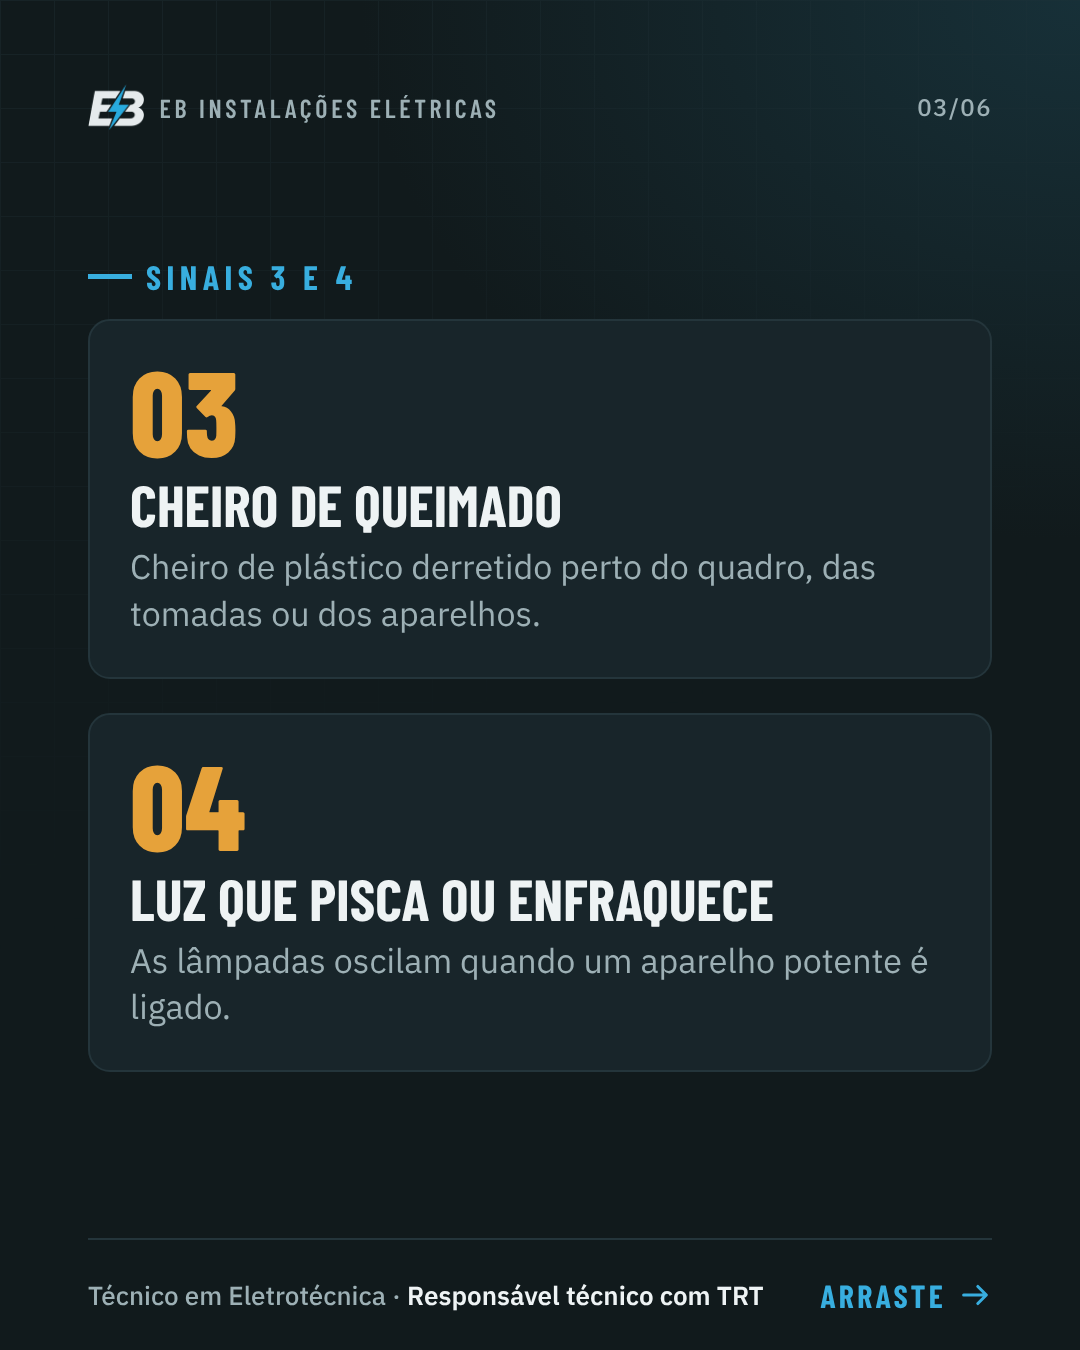 EB EB INSTALAÇÕES ELÉTRICAS 03/06
SINAIS 3 E 4
03
CHEIRO DE QUEIMADO
Cheiro de plástico derretido perto do quadro, das
tomadas ou dos aparelhos.
04
LUZ QUE PISCA OU ENFRAQUECE
As lâmpadas oscilam quando um aparelho potente é
ligado.
Técnico em Eletrotécnica · Responsável técnico com TRT ARRASTE →